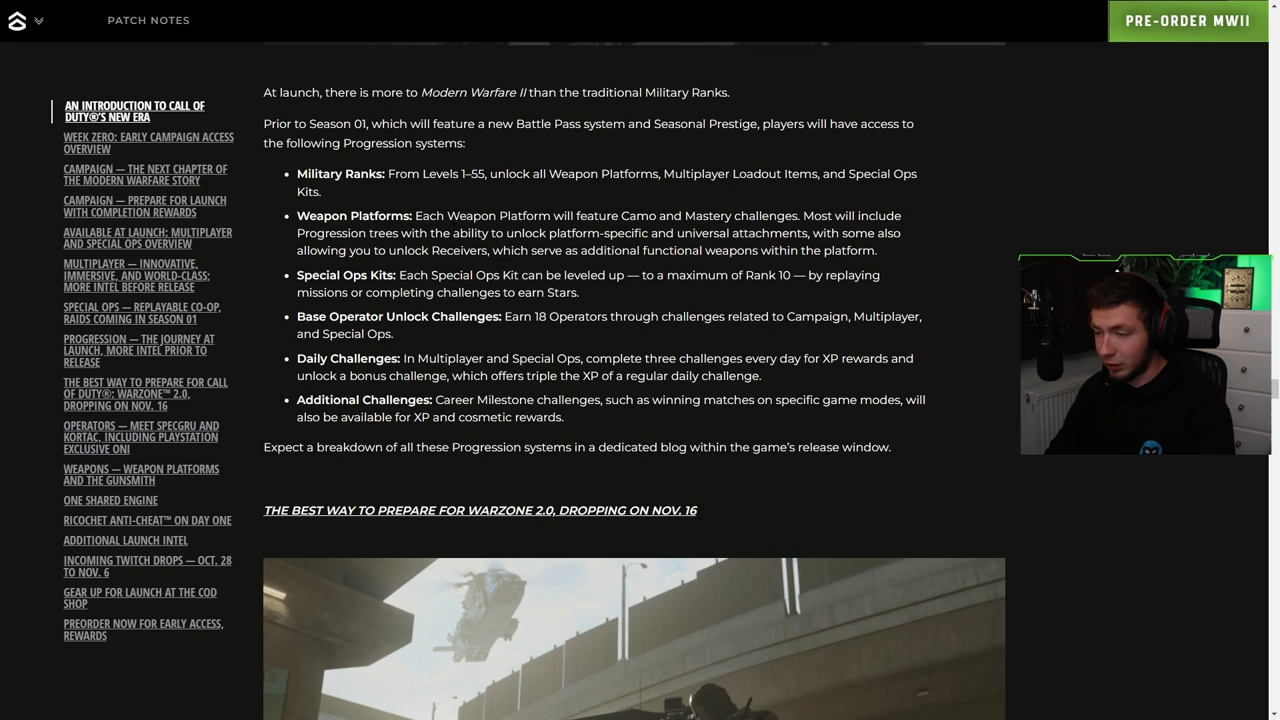 PATCH NOTES
PRE-ORDER MWII
AN INTRODUCTION TO CALL OF
DUTY®'S NEW ERA
WEEK ZERO: EARLY CAMPAIGN ACCESS
OVERVIEW
CAMPAIGN — THE NEXT CHAPTER OF
THE MODERN WARFARE STORY
CAMPAIGN — PREPARE FOR LAUNCH
WITH COMPLETION REWARDS
AVAILABLE AT LAUNCH: MULTIPLAYER
AND SPECIAL OPS OVERVIEW
MULTIPLAYER — INNOVATIVE,
IMMERSIVE, AND WORLD-CLASS;
MORE INTEL BEFORE RELEASE
SPECIAL OPS — REPLAYABLE CO-OP,
RAIDS COMING IN SEASON 01
PROGRESSION — THE JOURNEY AT
LAUNCH, MORE INTEL PRIOR TO
RELEASE
THE BEST WAY TO PREPARE FOR CALL
OF DUTY®: WARZONE™ 2.0,
DROPPING ON NOV. 16
OPERATORS — MEET SPECGRU AND
KORTAC, INCLUDING PLAYSTATION
EXCLUSIVE ONI
WEAPONS — WEAPON PLATFORMS
AND THE GUNSMITH
ONE SHARED ENGINE
RICOCHET ANTI-CHEAT™ ON DAY ONE
ADDITIONAL LAUNCH INTEL
INCOMING TWITCH DROPS — OCT. 28
TO NOV. 6
GEAR UP FOR LAUNCH AT THE COD
SHOP
PREORDER NOW FOR EARLY ACCESS,
REWARDS
At launch, there is more to Modern Warfare II than the traditional Military Ranks.
Prior to Season 01, which will feature a new Battle Pass system and Seasonal Prestige, players will have access to
the following Progression systems:
• Military Ranks: From Levels 1–55, unlock all Weapon Platforms, Multiplayer Loadout Items, and Special Ops
Kits.
• Weapon Platforms: Each Weapon Platform will feature Camo and Mastery challenges. Most will include
Progression trees with the ability to unlock platform-specific and universal attachments, with some also
allowing you to unlock Receivers, which serve as additional functional weapons within the platform.
• Special Ops Kits: Each Special Ops Kit can be leveled up — to a maximum of Rank 10 — by replaying
missions or completing challenges to earn Stars.
• Base Operator Unlock Challenges: Earn 18 Operators through challenges related to Campaign, Multiplayer,
and Special Ops.
• Daily Challenges: In Multiplayer and Special Ops, complete three challenges every day for XP rewards and
unlock a bonus challenge, which offers triple the XP of a regular daily challenge.
• Additional Challenges: Career Milestone challenges, such as winning matches on specific game modes, will
also be available for XP and cosmetic rewards.
Expect a breakdown of all these Progression systems in a dedicated blog within the game's release window.
THE BEST WAY TO PREPARE FOR WARZONE 2.0, DROPPING ON NOV. 16